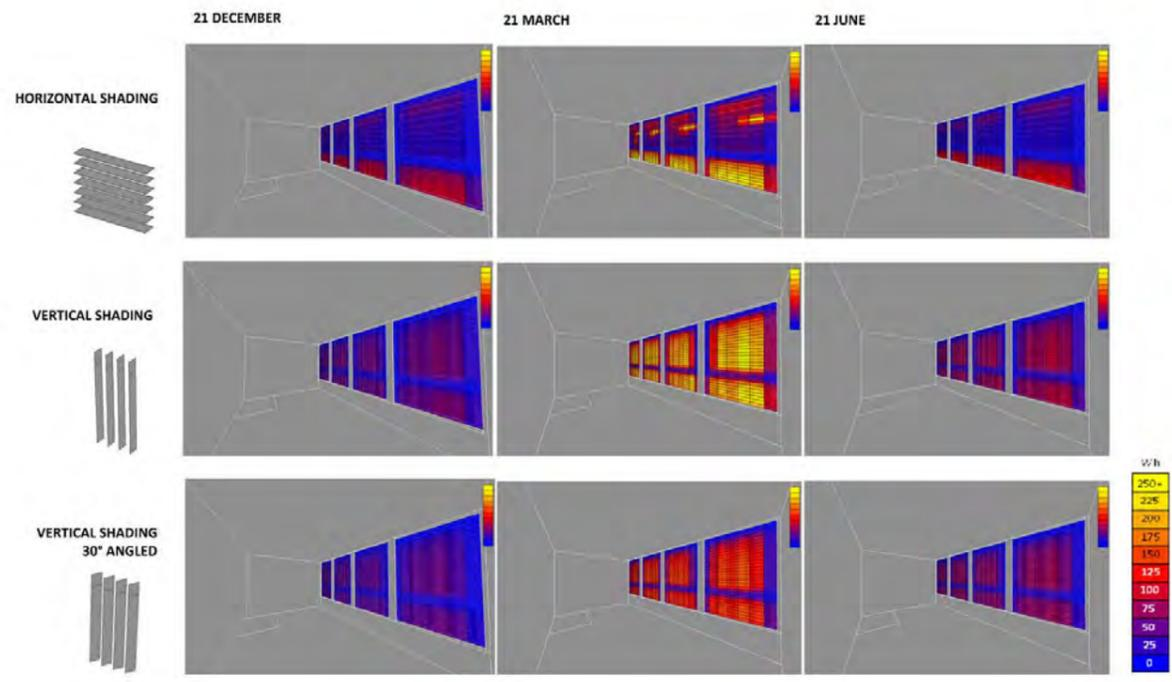 21 DECEMBER
21 MARCH
21 JUNE
HORIZONTAL SHADING
VERTICAL SHADING
VERTICAL SHADING
30° ANGLED
Wh
250+
225
200
175
150
125
100
75
50
25
0